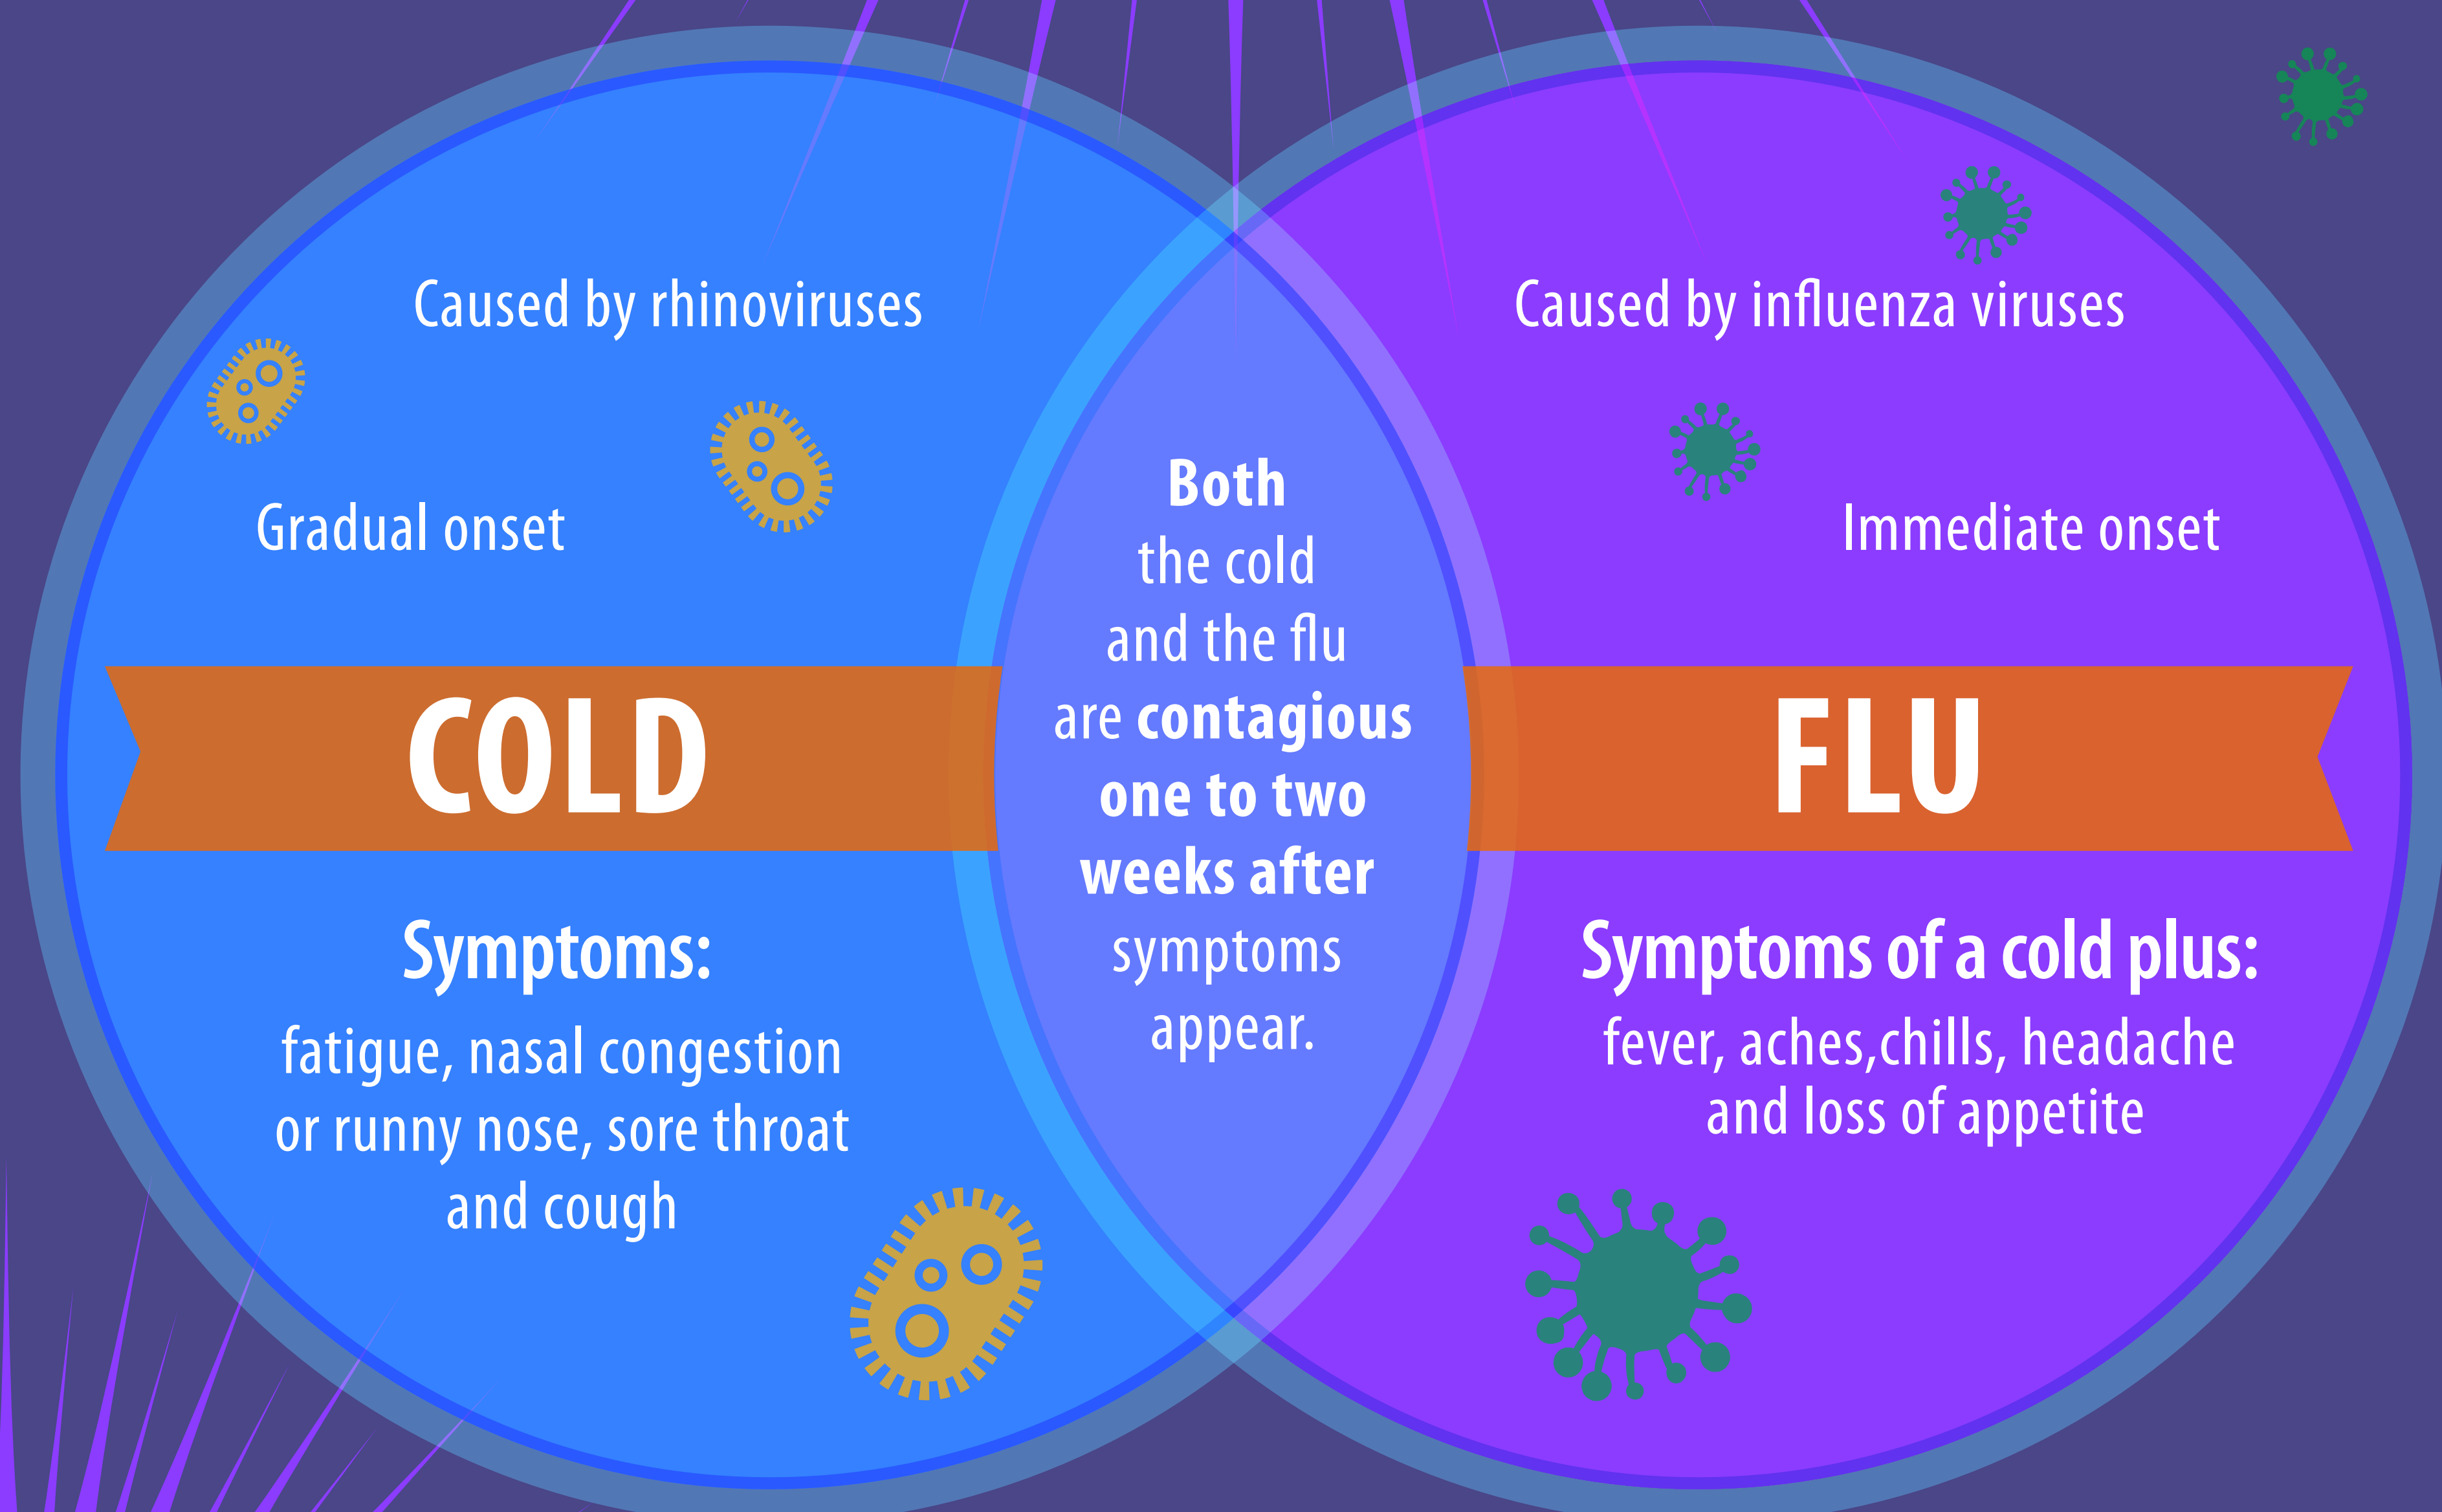 Caused by rhinoviruses
Gradual onset
COLD
Symptoms:
fatigue, nasal congestion
or runny nose, sore throat
and cough
Both
the cold
and the flu
are contagious
one to two
weeks after
symptoms
appear.
Caused by influenza viruses
Immediate onset
FLU
Symptoms of a cold plus:
fever, aches,chills, headache
and loss of appetite